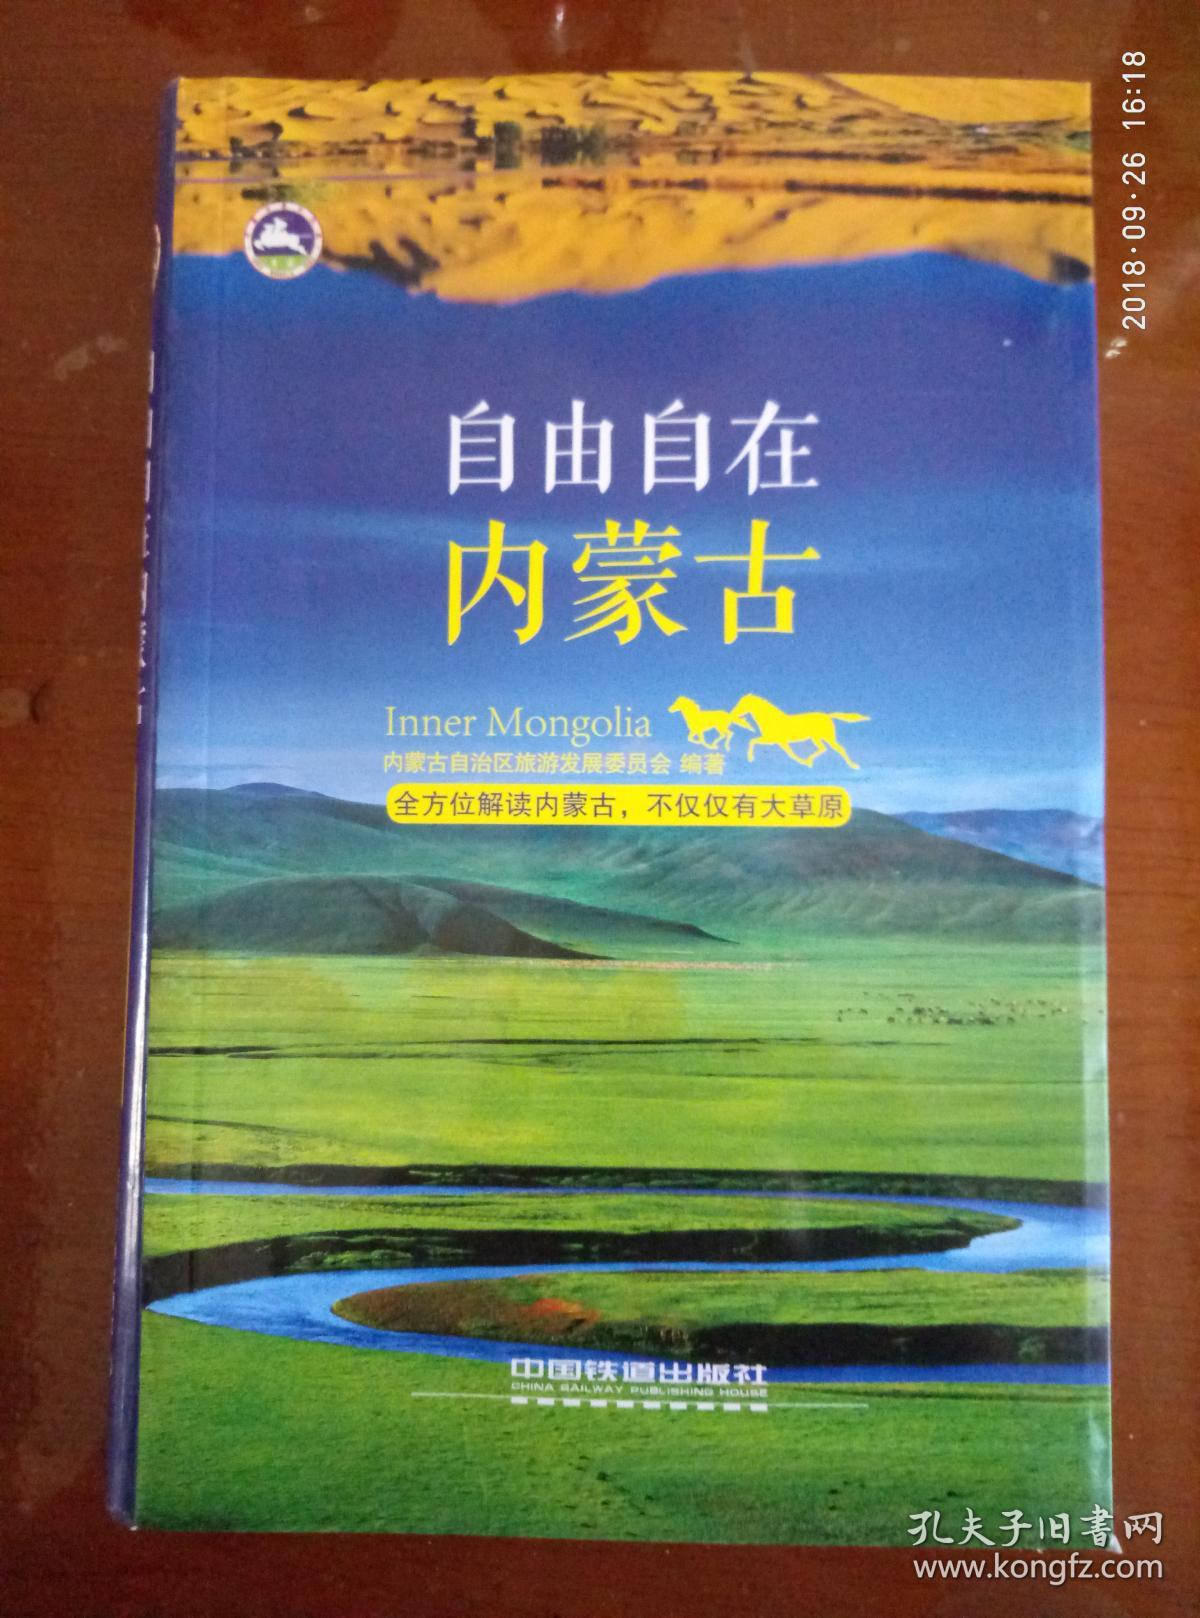 自由自在
内蒙古
Inner Mongolia
内蒙古自治区旅游发展委员会 编著
全方位解读内蒙古，不仅仅有大草原
中国铁道出版社
CHINA RAILWAY PUBLISHING HOUSE
2018·09·26 16:18
孔夫子旧書网
www.kongfz.com